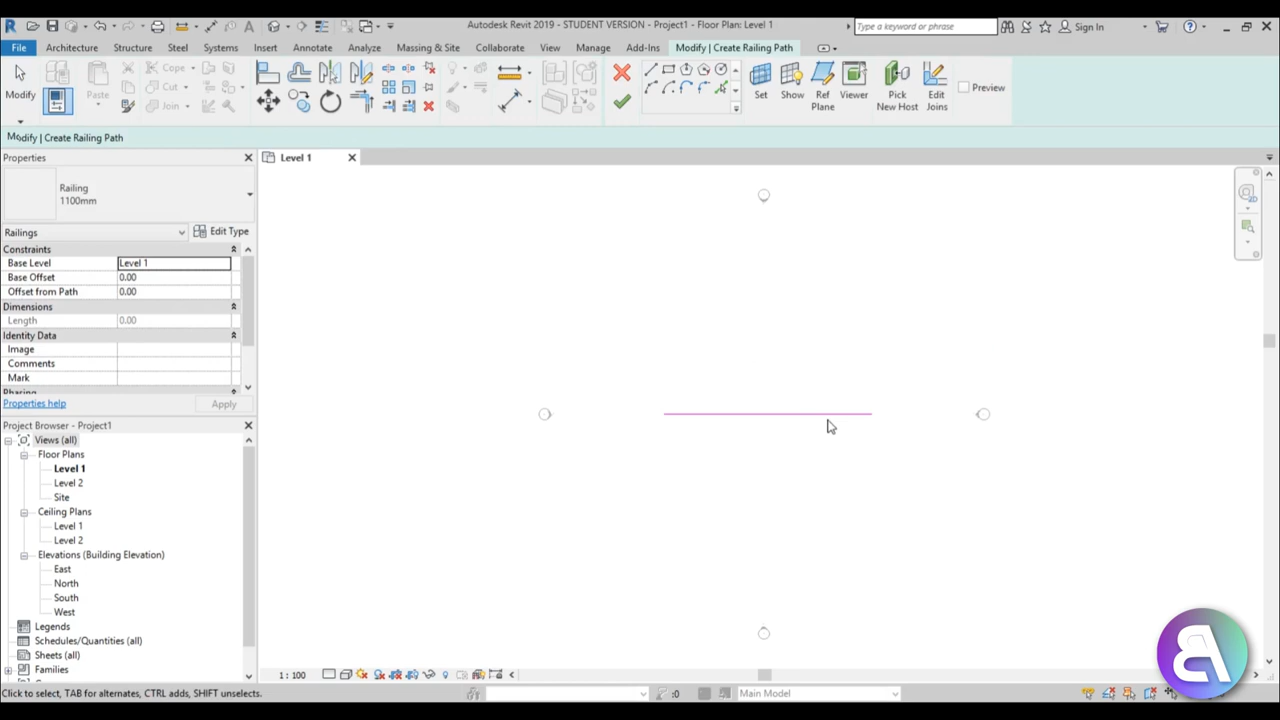 Autodesk Revit 2019 - STUDENT VERSION - Project1 - Floor Plan: Level 1
Type a keyword or phrase
Sign In
File
Architecture
Structure
Steel
Systems
Insert
Annotate
Analyze
Massing & Site
Collaborate
View
Manage
Add-Ins
Modify | Create Railing Path
Modify
Paste
Cope
Cut
Join
Set
Show
Ref
Plane
Viewer
Pick
New Host
Edit
Joins
Preview
Modify | Create Railing Path
Properties
Level 1
Railing
1100mm
Railings
Edit Type
Constraints
Base Level
Level 1
Base Offset
0.00
Offset from Path
0.00
Dimensions
Length
0.00
Identity Data
Image
Comments
Mark
Phasing
Properties help
Apply
Project Browser - Project1
Views (all)
Floor Plans
Level 1
Level 2
Site
Ceiling Plans
Level 1
Level 2
Elevations (Building Elevation)
East
North
South
West
Legends
Schedules/Quantities (all)
Sheets (all)
Families
1 : 100
Click to select, TAB for alternates, CTRL adds, SHIFT unselects.
:0
Main Model